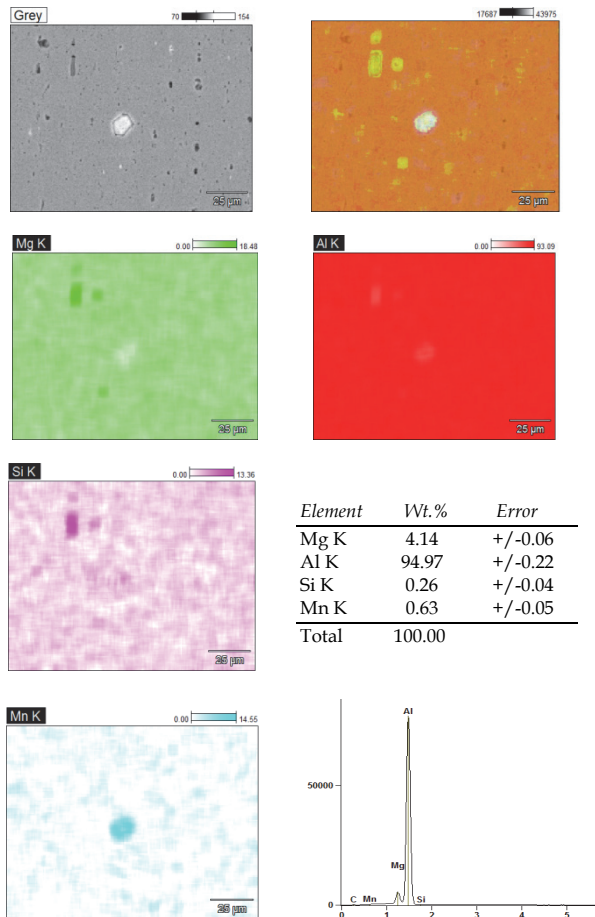 Grey 70 154
17687 43975
25 µm
25 µm
Mg K 0.00 18.48
Al K 0.00 93.09
25 µm
25 µm
Si K 0.00 13.36
25 µm
Element Wt.% Error
Mg K 4.14 +/-0.06
Al K 94.97 +/-0.22
Si K 0.26 +/-0.04
Mn K 0.63 +/-0.05
Total 100.00
Mn K 0.00 14.55
25 µm
Al
50000
Mg
C Mn Si
0
0 1 2 3 4 5